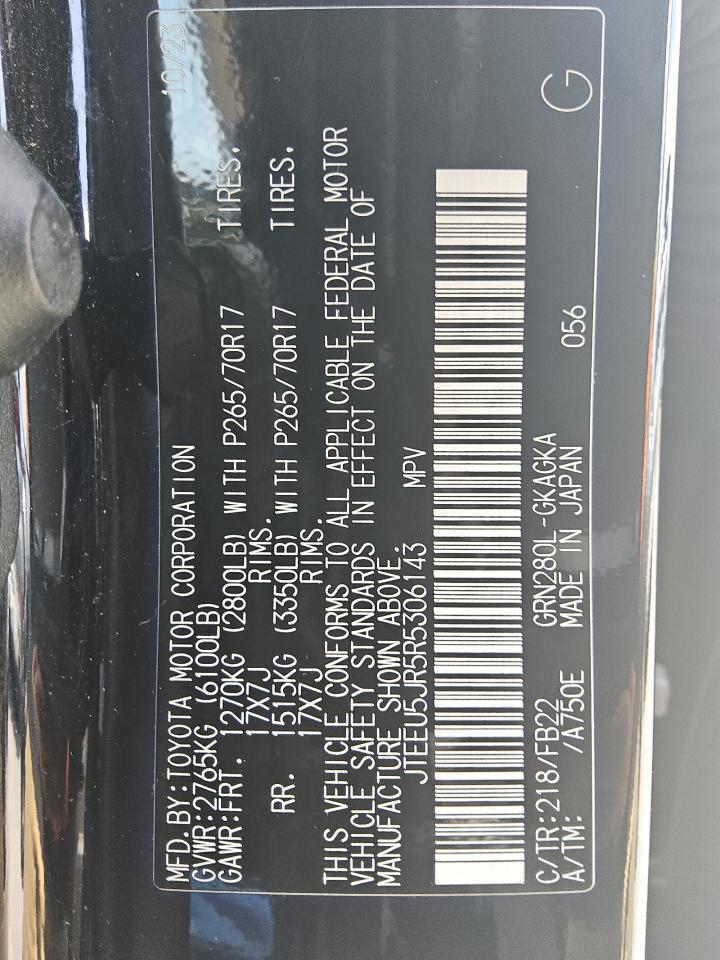 MFD.BY:TOYOTA MOTOR CORPORATION 10/23
GVWR:2765KG (6100LB)
GAWR:FRT. 1270KG (2800LB) WITH P265/70R17 TIRES.
17X7J RIMS.
RR. 1515KG (3350LB) WITH P265/70R17 TIRES.
17X7J RIMS.
THIS VEHICLE CONFORMS TO ALL APPLICABLE FEDERAL MOTOR
VEHICLE SAFETY STANDARDS IN EFFECT ON THE DATE OF
MANUFACTURE SHOWN ABOVE.
JTEEU5JR5R5306143 MPV
C/TR:218/FB22 GRN280L-GKAGKA G
A/TM: /A750E MADE IN JAPAN 056